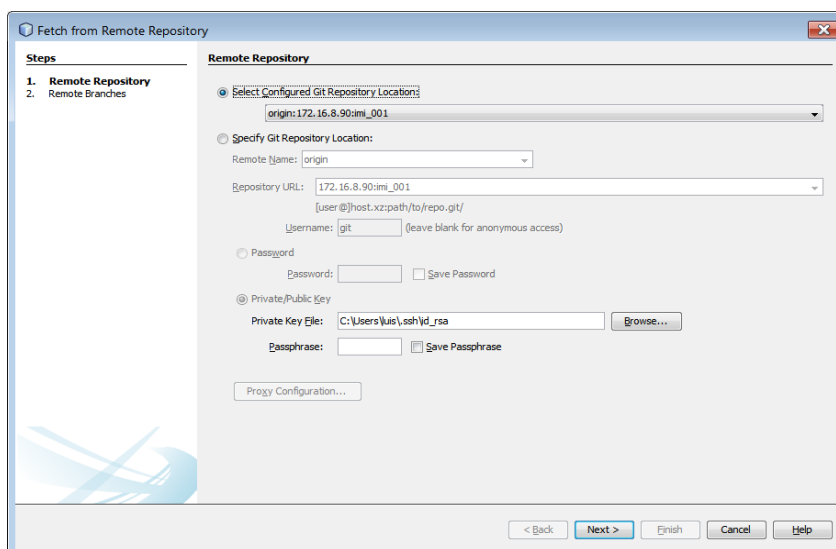 Fetch from Remote Repository
Steps
1. Remote Repository
2. Remote Branches
Remote Repository
Select Configured Git Repository Location:
origin:172.16.8.90:imi_001
Specify Git Repository Location:
Remote Name: origin
Repository URL: 172.16.8.90:imi_001
[user@]host.xz:path/to/repo.git/
Username: git (leave blank for anonymous access)
Password
Password: Save Password
Private/Public Key
Private Key File: C:\Users\luis\.ssh\id_rsa Browse...
Passphrase: Save Passphrase
Proxy Configuration...
< Back Next > Finish Cancel Help